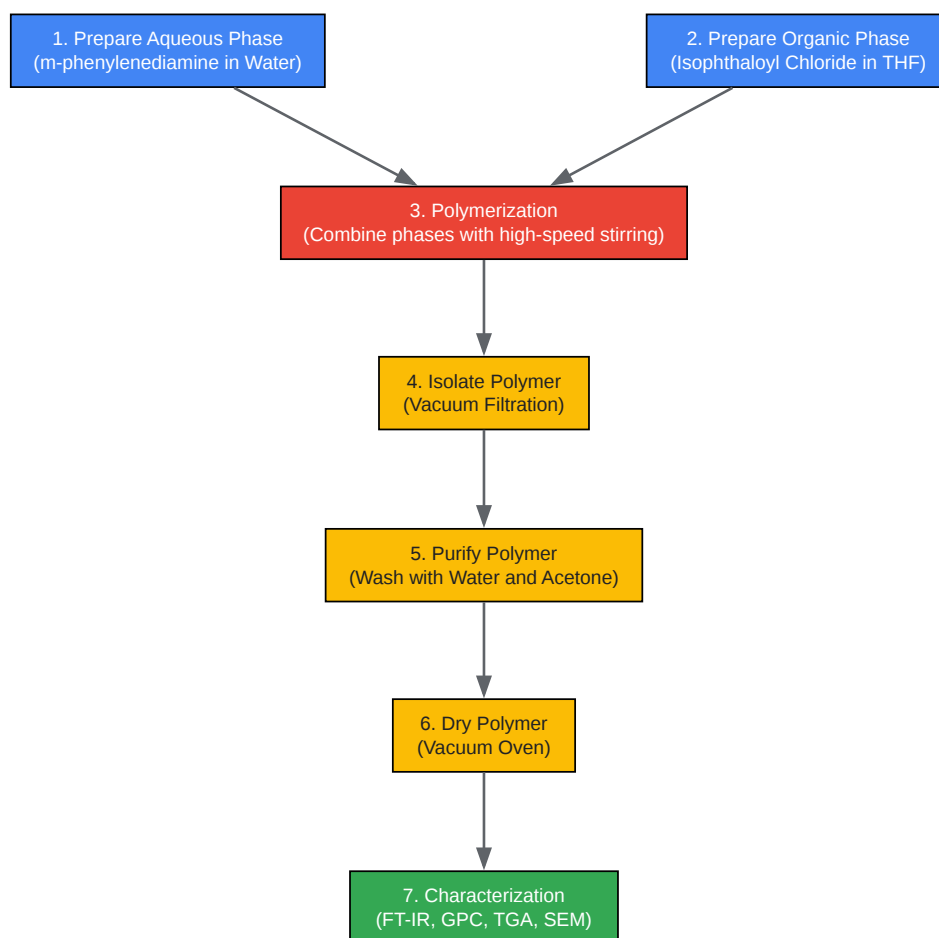 1. Prepare Aqueous Phase
(m-phenylenediamine in Water)
2. Prepare Organic Phase
(Isophthaloyl Chloride in THF)
3. Polymerization
(Combine phases with high-speed stirring)
4. Isolate Polymer
(Vacuum Filtration)
5. Purify Polymer
(Wash with Water and Acetone)
6. Dry Polymer
(Vacuum Oven)
7. Characterization
(FT-IR, GPC, TGA, SEM)